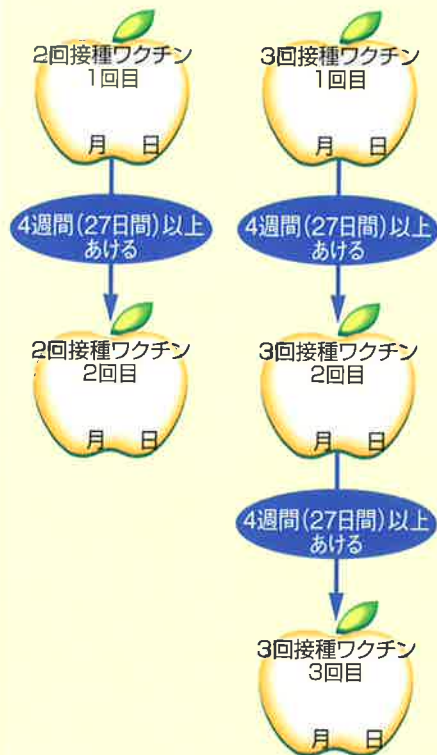 2回接種ワクチン
1回目
月 日
4週間(27日間)以上
あける
2回接種ワクチン
2回目
月 日
3回接種ワクチン
1回目
月 日
4週間(27日間)以上
あける
3回接種ワクチン
2回目
月 日
4週間(27日間)以上
あける
3回接種ワクチン
3回目
月 日